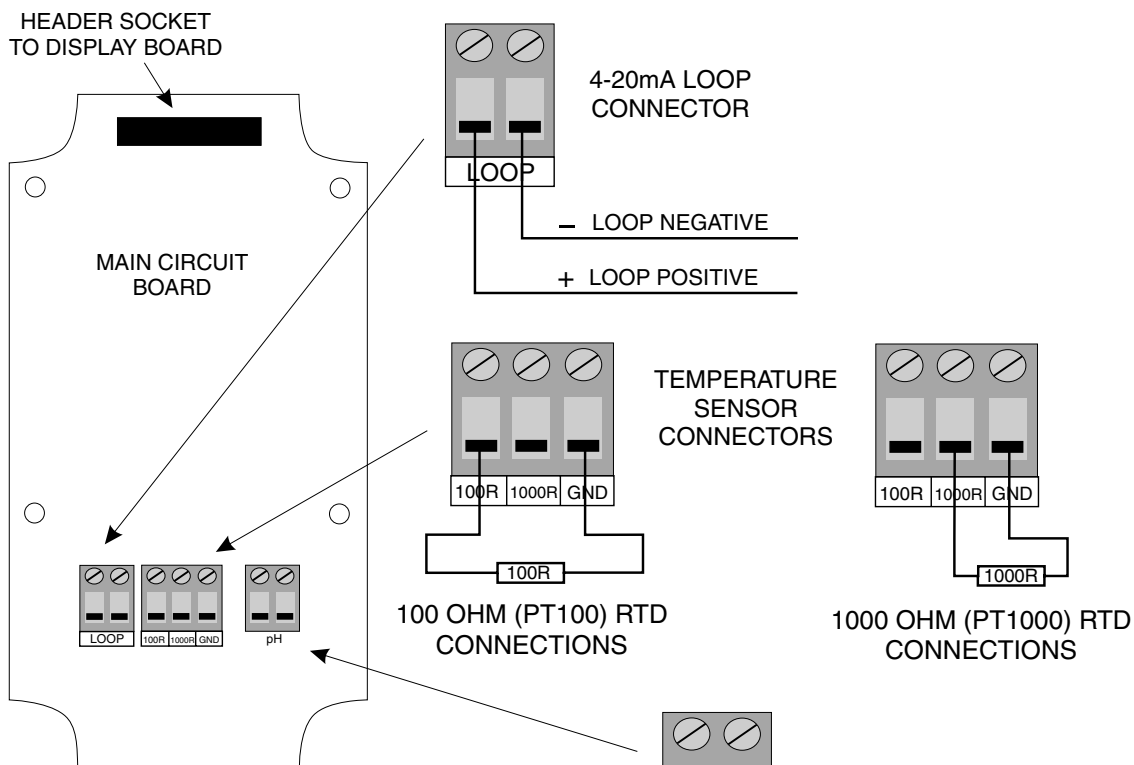 HEADER SOCKET
TO DISPLAY BOARD
4-20mA LOOP
CONNECTOR
LOOP
− LOOP NEGATIVE
+ LOOP POSITIVE
MAIN CIRCUIT
BOARD
TEMPERATURE
SENSOR
CONNECTORS
100R 1000R GND
100R
100 OHM (PT100) RTD
CONNECTIONS
100R 1000R GND
1000R
1000 OHM (PT1000) RTD
CONNECTIONS
LOOP
100R 1000R GND
pH